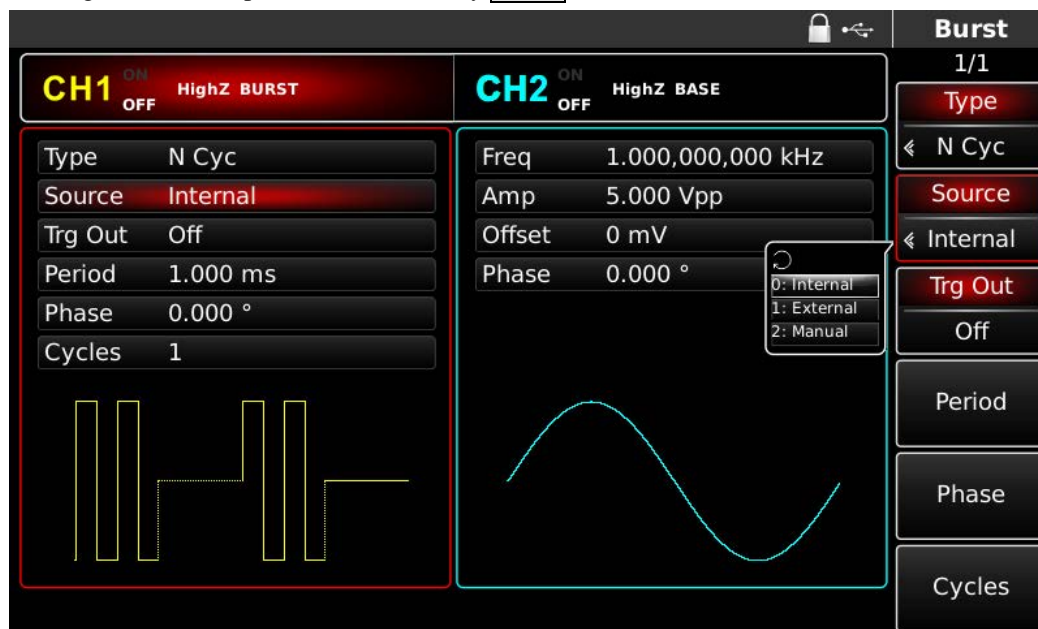 Burst
1/1
CH1 ON OFF HighZ BURST
CH2 ON OFF HighZ BASE
Type N Cyc
Source Internal
Trg Out Off
Period 1.000 ms
Phase 0.000 °
Cycles 1
Freq 1.000,000,000 kHz
Amp 5.000 Vpp
Offset 0 mV
Phase 0.000 °
0: Internal
1: External
2: Manual
Type
N Cyc
Source
Internal
Trg Out
Off
Period
Phase
Cycles